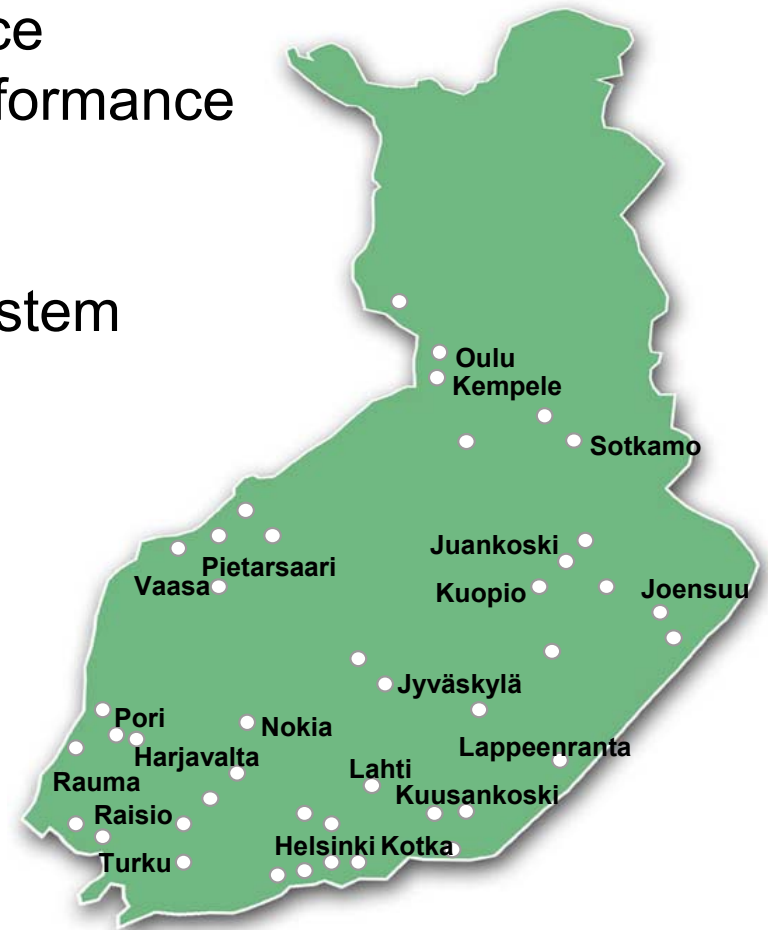 ce
formance
stem
Oulu
Kempele
Sotkamo
Juankoski
Pietarsaari
Vaasa
Kuopio
Joensuu
Jyväskylä
Pori
Nokia
Harjavalta
Lappeenranta
Lahti
Rauma
Kuusankoski
Raisio
Helsinki Kotka
Turku